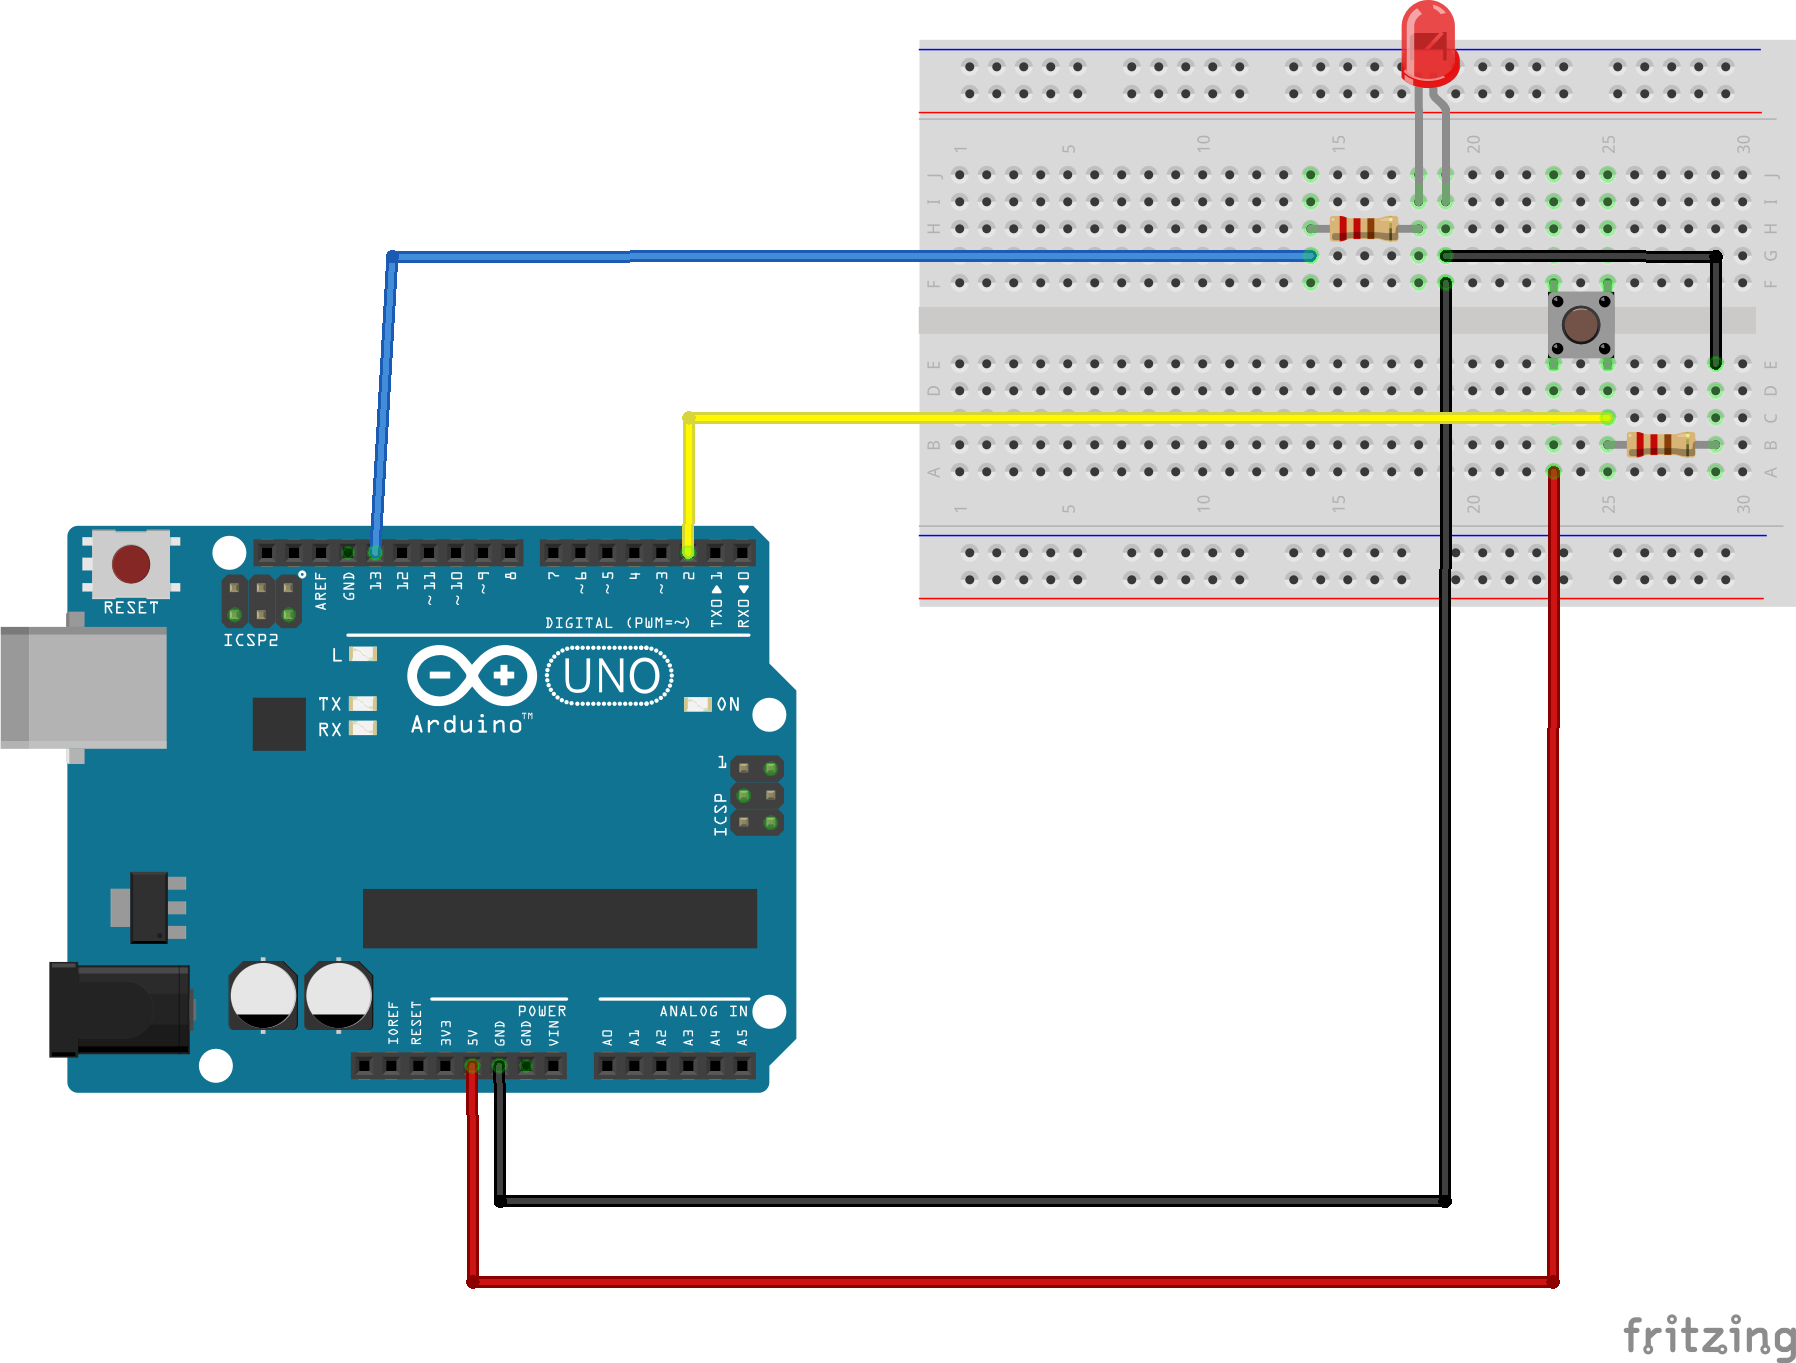 1 5 10 15 20 25 30
J J
I I
H H
G G
F F
E E
D D
C C
B B
A A
1 5 10 15 20 25 30
RESET
ICSP2
AREF
GND
13
12
~11
~10
~9
8
7
~6
~5
4
~3
2
TX0▶1
RX0◀0
DIGITAL (PWM=~)
L
TX
RX
Arduino™
UNO
ON
1
ICSP
IOREF
RESET
3V3
5V
GND
GND
VIN
POWER
ANALOG IN
A0
A1
A2
A3
A4
A5
fritzing